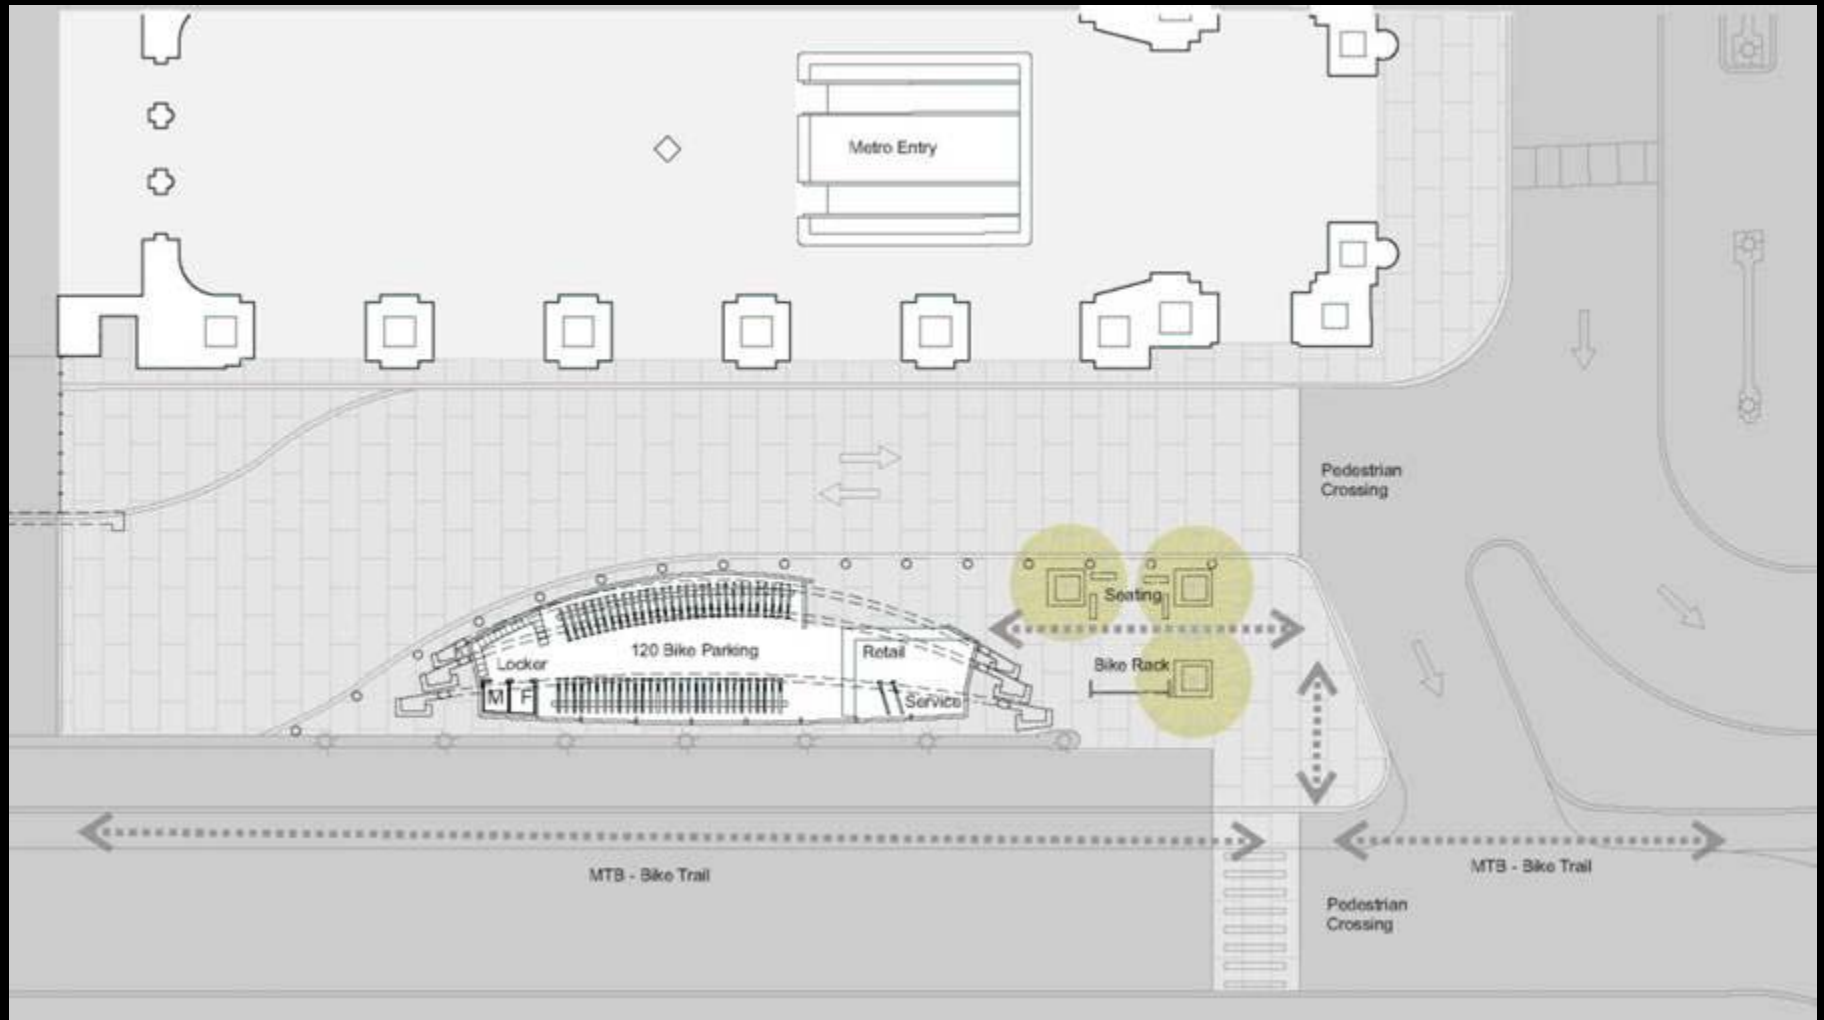 Metro Entry
Pedestrian
Crossing
Seating
120 Bike Parking
Retail
Locker
Bike Rack
M
F
Service
MTB - Bike Trail
MTB - Bike Trail
Pedestrian
Crossing